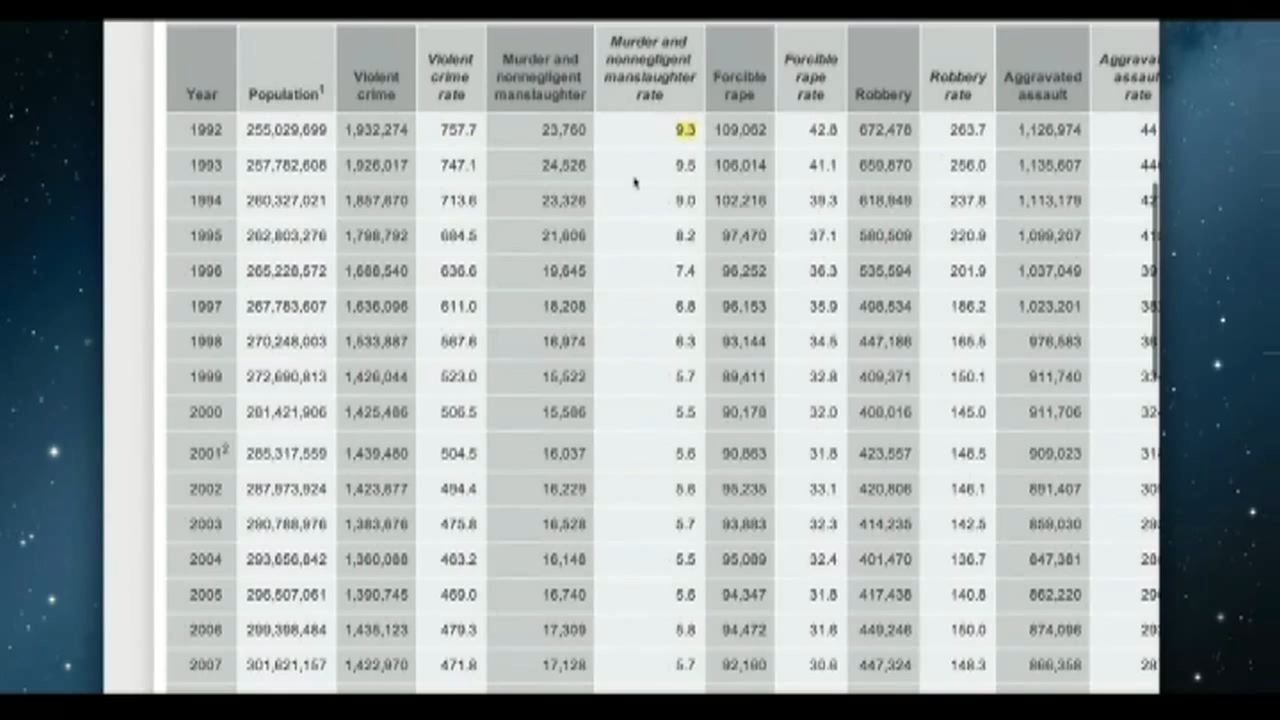 Year Population1 Violent crime Violent crime rate Murder and nonnegligent manslaughter Murder and nonnegligent manslaughter rate Forcible rape Forcible rape rate Robbery Robbery rate Aggravated assault rate
1992 255,029,699 1,932,274 757.7 23,760 9.3 109,062 42.8 672,478 263.7 1,126,974 44
1993 257,782,608 1,926,017 747.1 24,526 9.5 106,014 41.1 659,870 256.0 1,135,607 44
1994 260,327,021 1,857,670 713.6 23,326 9.0 102,216 39.3 618,949 237.8 1,113,179 42
1995 262,803,276 1,798,792 684.5 21,606 8.2 97,470 37.1 580,509 220.9 1,099,207 41
1996 265,228,572 1,688,540 636.6 19,645 7.4 96,252 36.3 535,594 201.9 1,037,049 39
1997 267,783,607 1,636,096 611.0 18,208 6.8 96,153 35.9 498,534 186.2 1,023,201 38
1998 270,248,003 1,533,887 567.6 16,974 6.3 93,144 34.5 447,186 165.5 976,583 36
1999 272,690,813 1,426,044 523.0 15,522 5.7 89,411 32.8 409,371 150.1 911,740 33
2000 281,421,906 1,425,486 506.5 15,586 5.5 90,178 32.0 408,016 145.0 911,706 32
20012 285,317,559 1,439,480 504.5 16,037 5.6 90,863 31.8 423,557 148.5 909,023 31
2002 287,973,924 1,423,677 494.4 16,229 5.6 95,235 33.1 420,806 146.1 891,407 30
2003 290,788,976 1,383,676 475.8 16,528 5.7 93,883 32.3 414,235 142.5 859,030 29
2004 293,656,842 1,360,088 463.2 16,148 5.5 95,089 32.4 401,470 136.7 847,381 28
2005 296,507,061 1,390,745 469.0 16,740 5.6 94,347 31.8 417,438 140.8 862,220 29
2006 299,398,484 1,435,123 479.3 17,309 5.8 94,472 31.6 449,246 150.0 874,096 29
2007 301,621,157 1,422,970 471.8 17,128 5.7 92,160 30.6 447,324 148.3 866,358 28